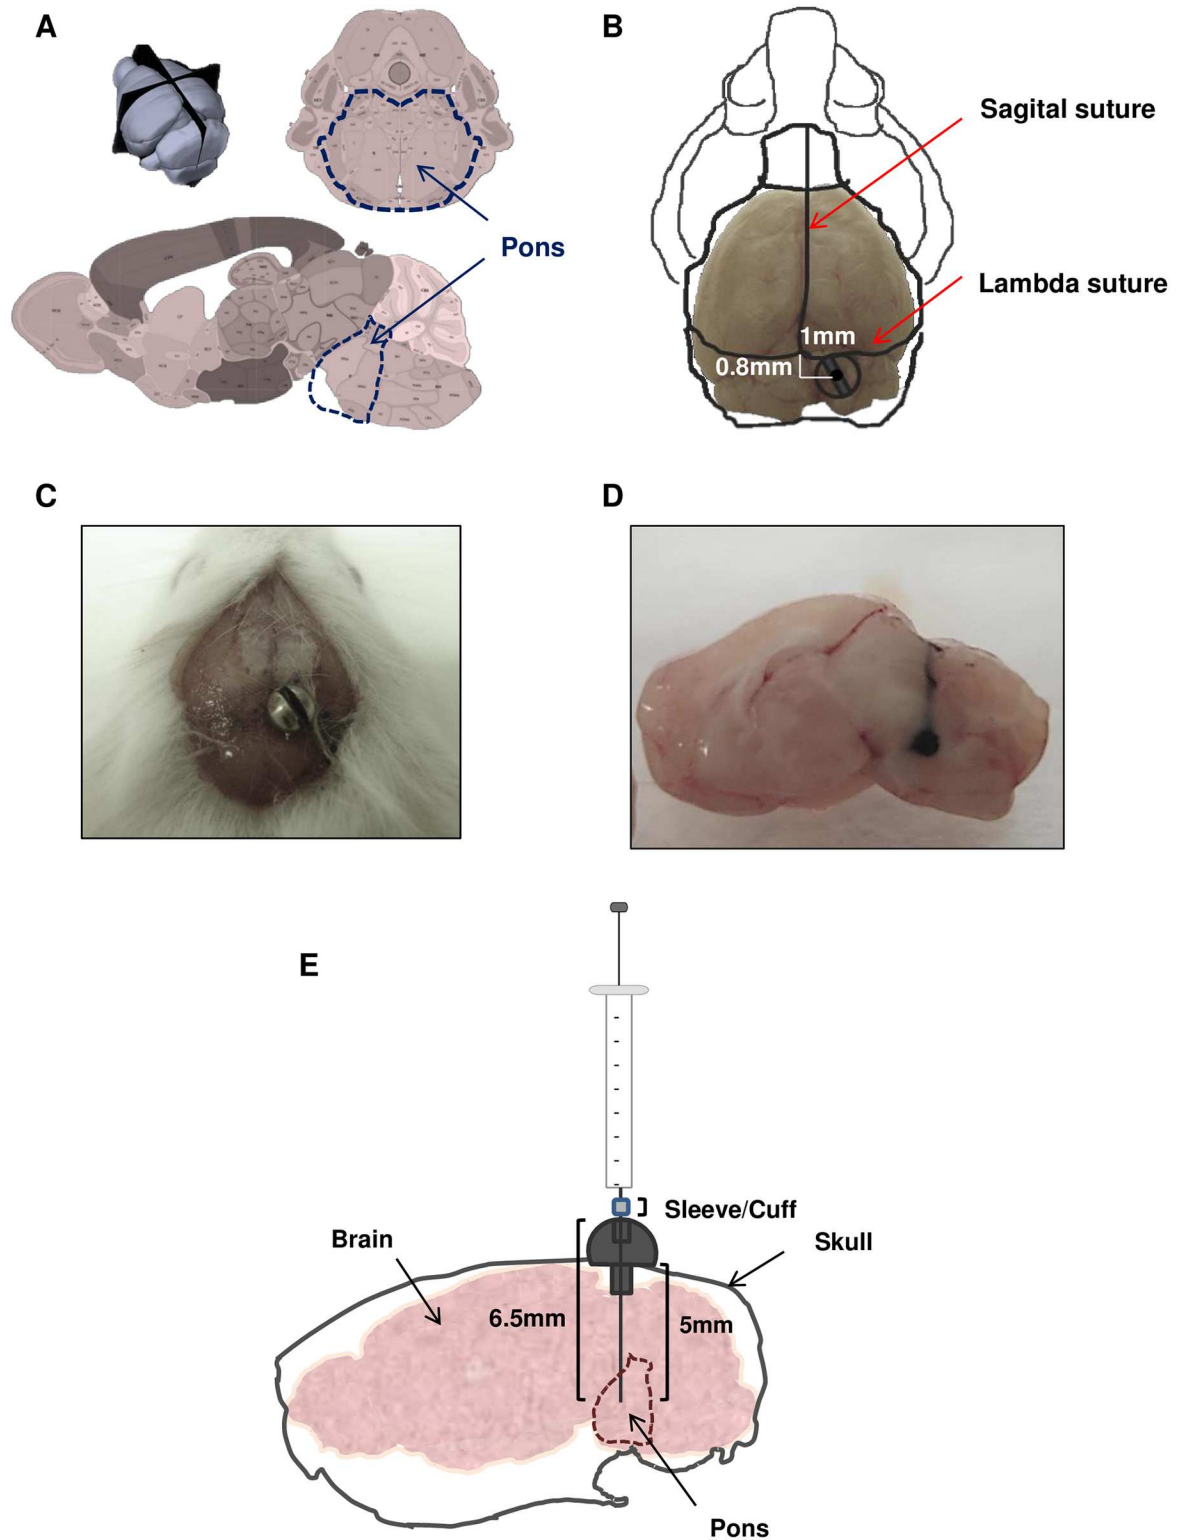 A
B
Sagital suture
Pons
Lambda suture
1mm
0.8mm
C
D
E
Sleeve/Cuff
Brain
Skull
6.5mm
5mm
Pons